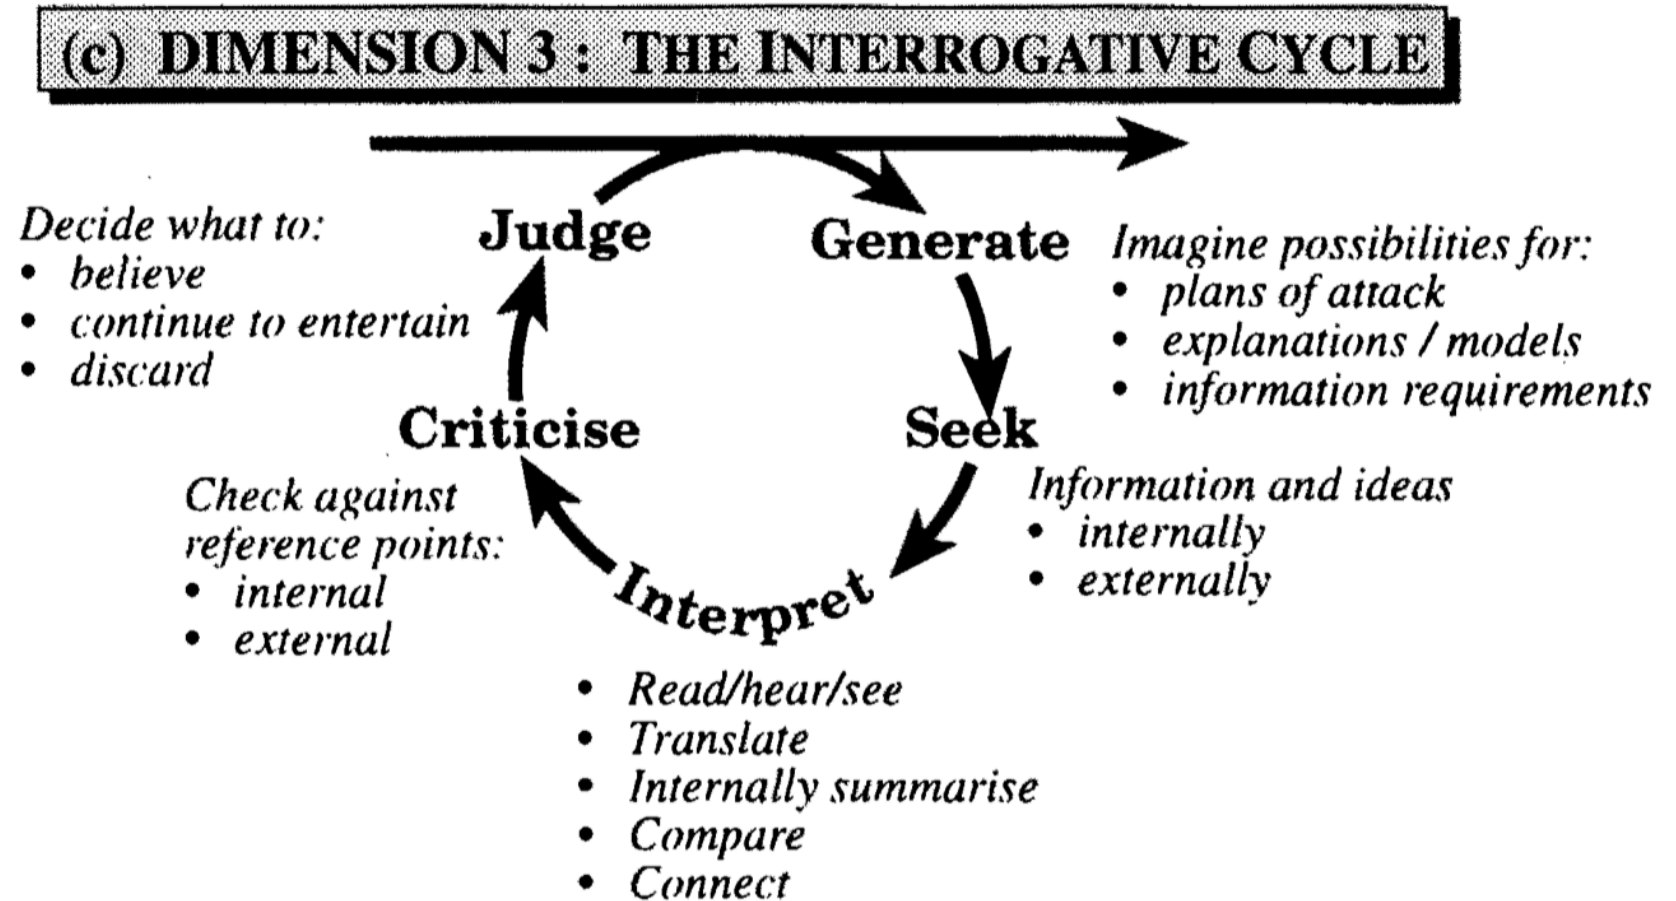 (c) DIMENSION 3 : THE INTERROGATIVE CYCLE
Judge
Decide what to:
• believe
• continue to entertain
• discard
Generate
Imagine possibilities for:
• plans of attack
• explanations / models
• information requirements
Seek
Information and ideas
• internally
• externally
Criticise
Check against
reference points:
• internal
• external
Interpret
• Read/hear/see
• Translate
• Internally summarise
• Compare
• Connect